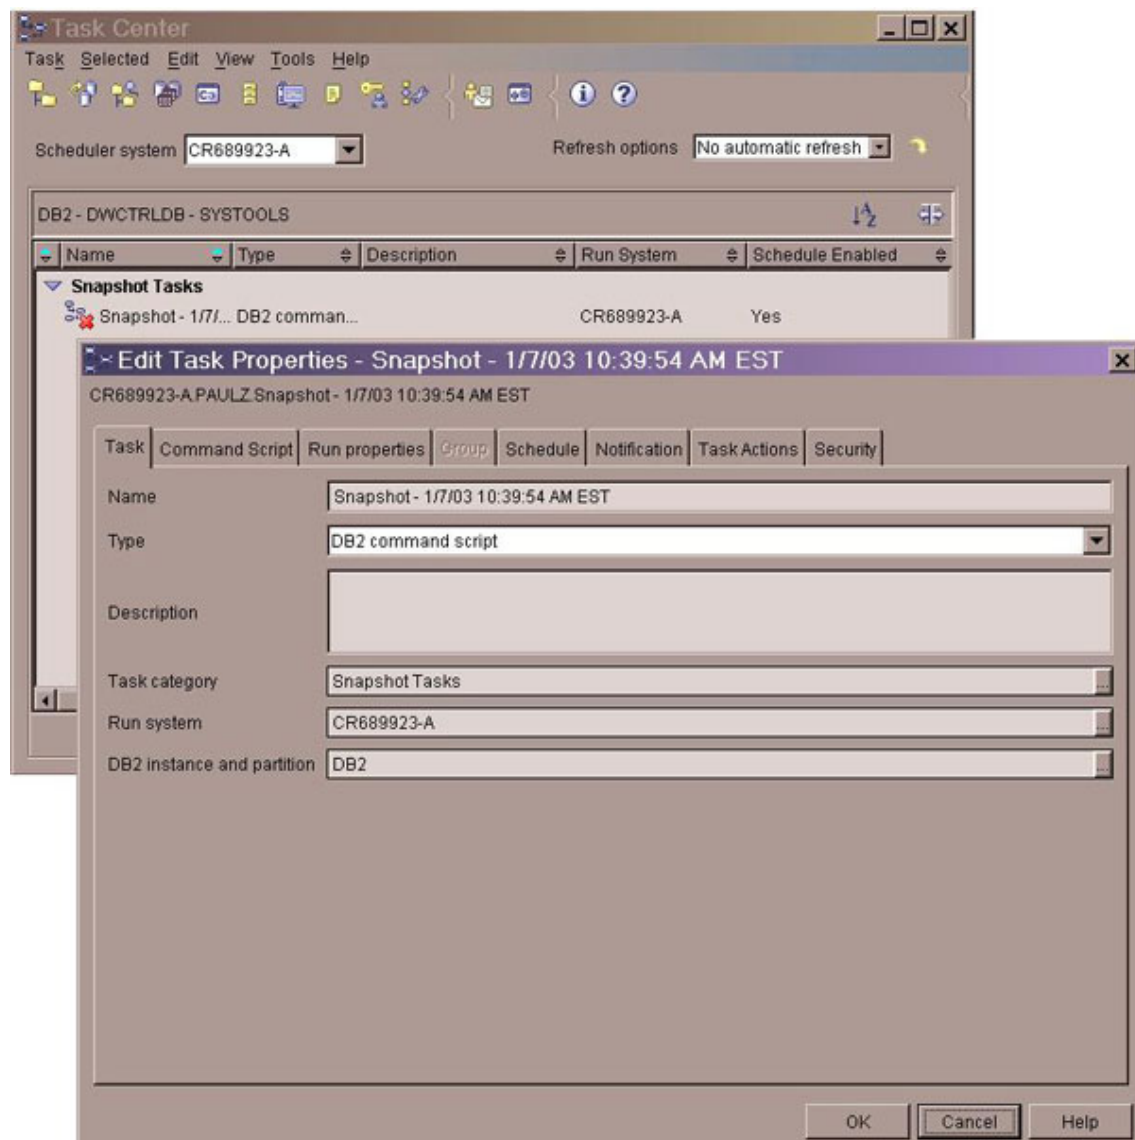 Task Center
Task Selected Edit View Tools Help
Scheduler system CR689923-A Refresh options No automatic refresh
DB2 - DWCTRLDB - SYSTOOLS
Name Type Description Run System Schedule Enabled
Snapshot Tasks
Snapshot - 1/7/... DB2 comman... CR689923-A Yes
Edit Task Properties - Snapshot - 1/7/03 10:39:54 AM EST
CR689923-A.PAULZ.Snapshot - 1/7/03 10:39:54 AM EST
Task Command Script Run properties Group Schedule Notification Task Actions Security
Name Snapshot - 1/7/03 10:39:54 AM EST
Type DB2 command script
Description
Task category Snapshot Tasks ...
Run system CR689923-A ...
DB2 instance and partition DB2 ...
OK Cancel Help